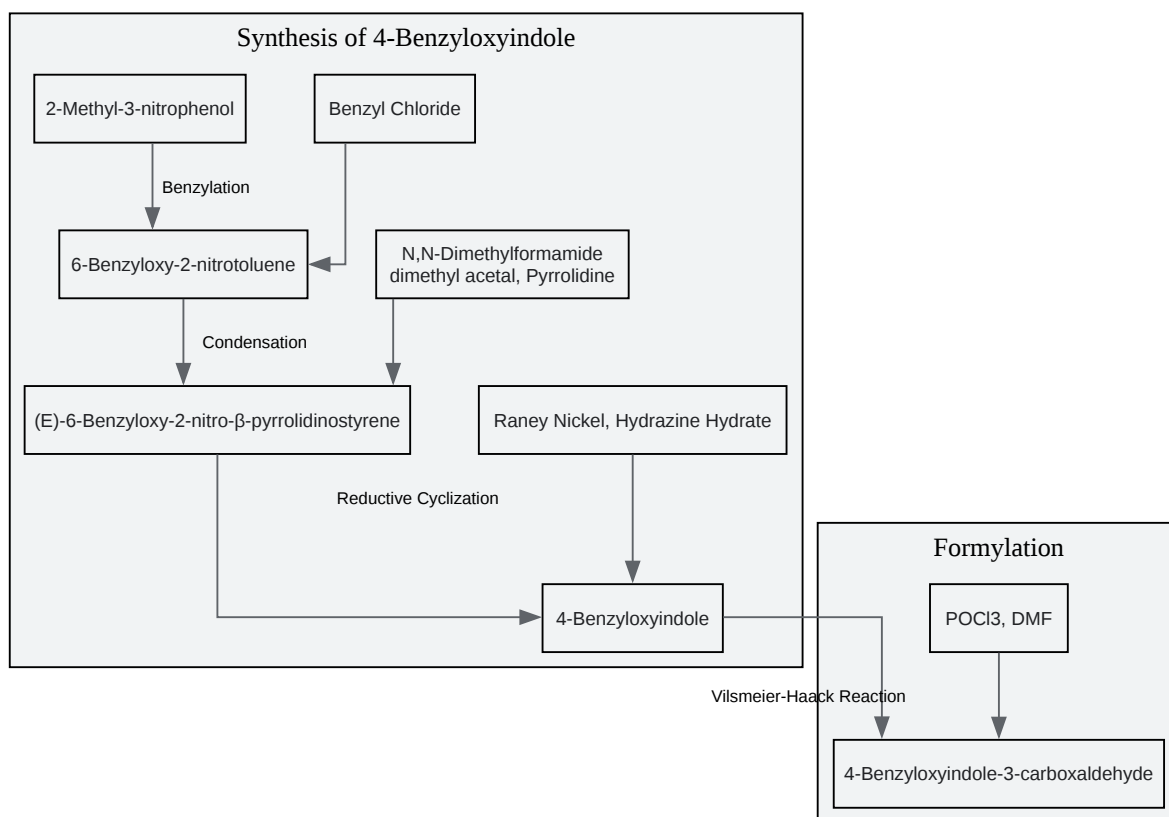 Synthesis of 4-Benzyloxyindole
2-Methyl-3-nitrophenol
Benzyl Chloride
Benzylation
6-Benzyloxy-2-nitrotoluene
N,N-Dimethylformamide
dimethyl acetal, Pyrrolidine
Condensation
(E)-6-Benzyloxy-2-nitro-β-pyrrolidinostyrene
Raney Nickel, Hydrazine Hydrate
Reductive Cyclization
4-Benzyloxyindole
Formylation
POCl3, DMF
Vilsmeier-Haack Reaction
4-Benzyloxyindole-3-carboxaldehyde